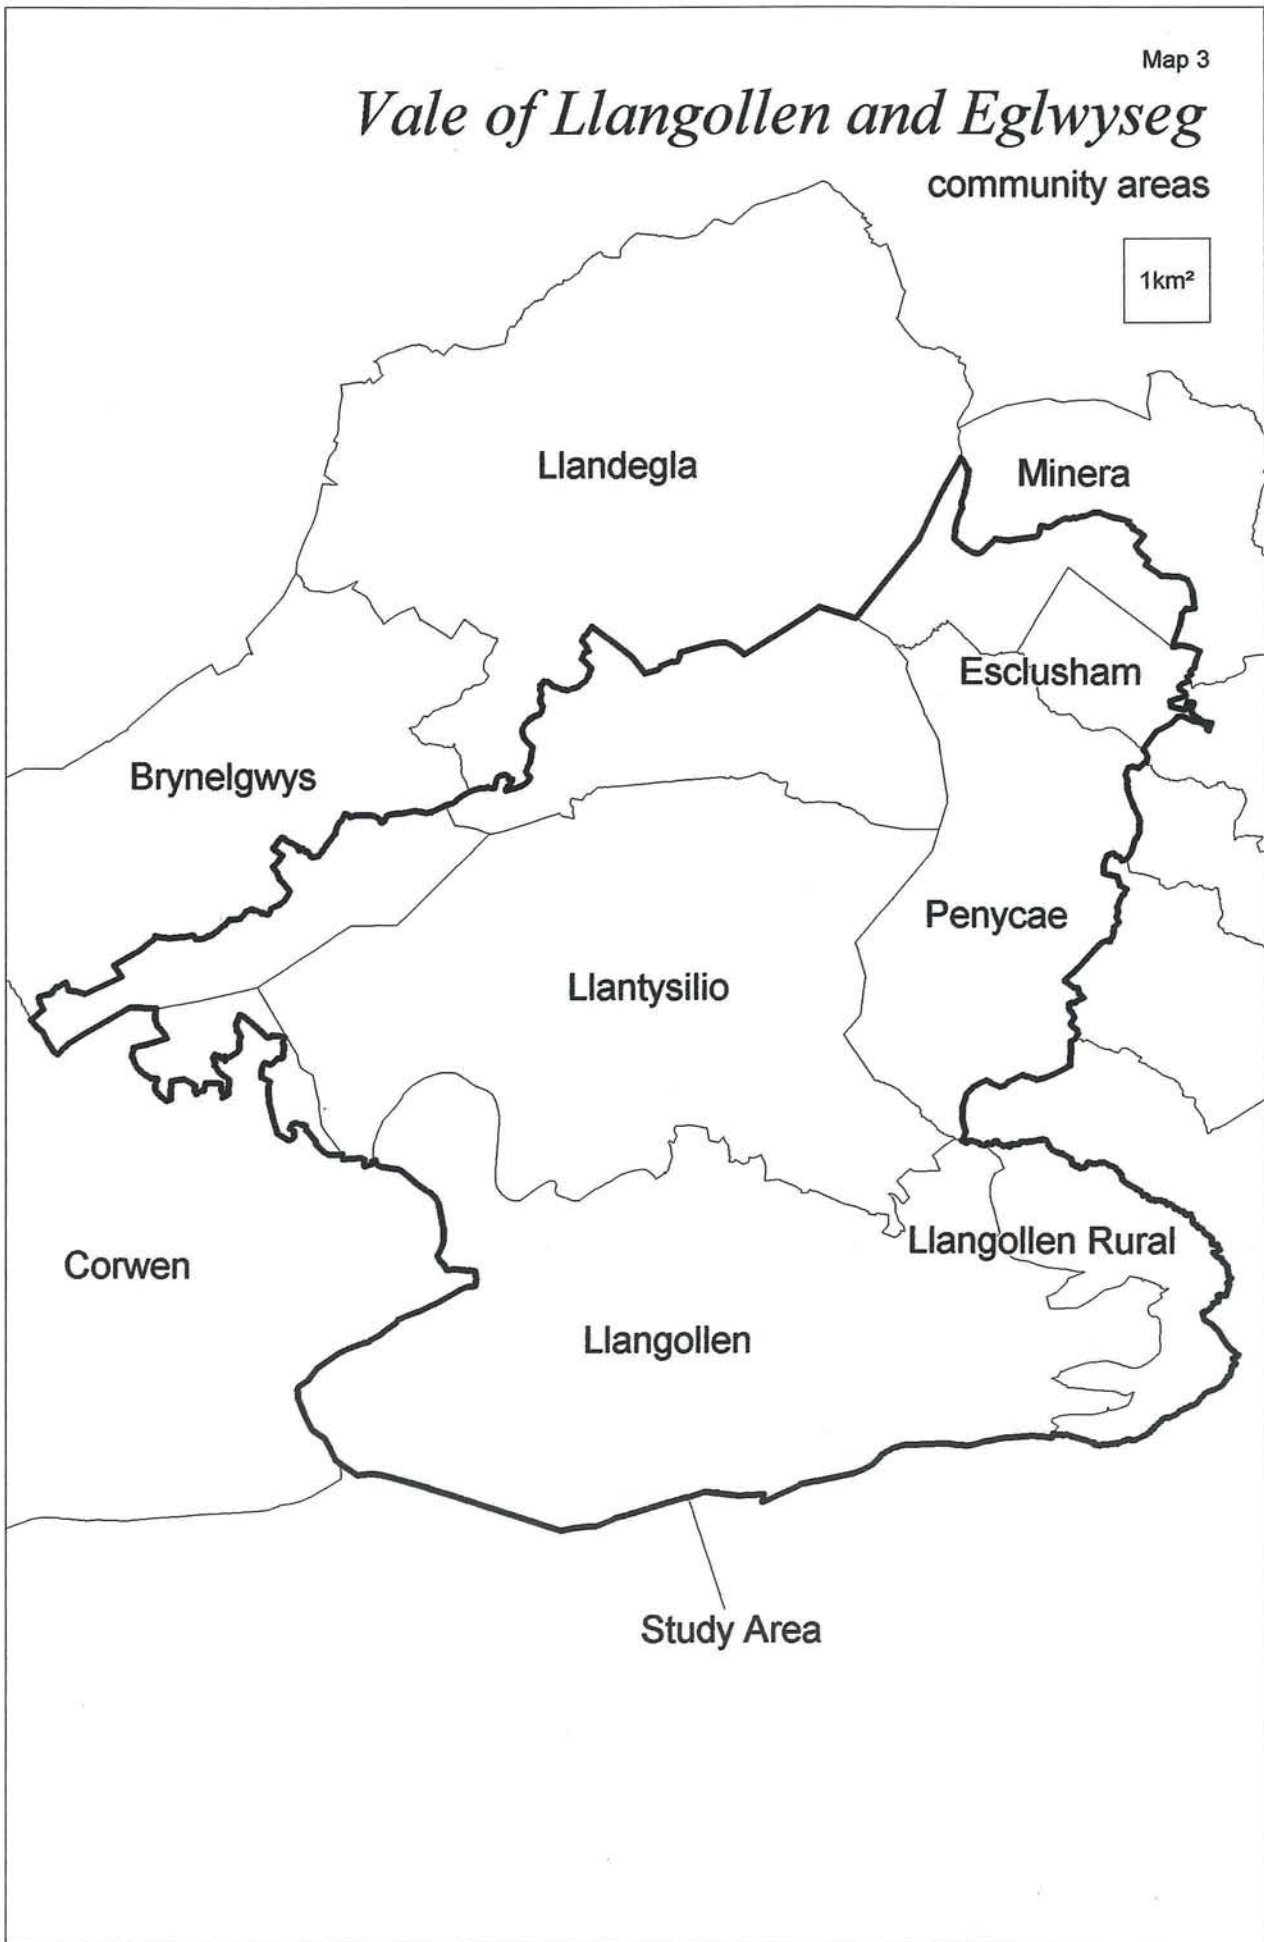 Map 3
Vale of Llangollen and Eglwyseg
community areas
1km²
Llandegla
Minera
Esclusham
Brynelgwys
Penycae
Llantysilio
Llangollen Rural
Corwen
Llangollen
Study Area